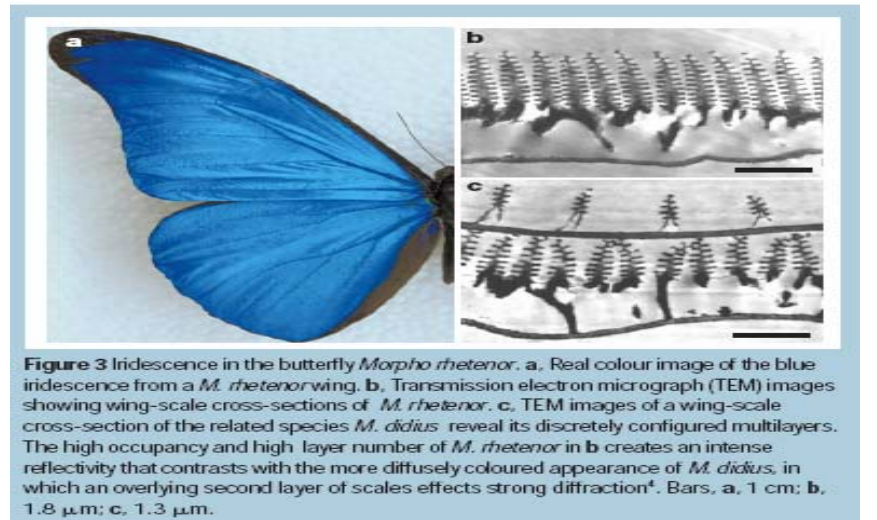 a
b
c
Figure 3 Iridescence in the butterfly Morpho rhetenor. a, Real colour image of the blue
iridescence from a M. rhetenor wing. b, Transmission electron micrograph (TEM) images
showing wing-scale cross-sections of M. rhetenor. c, TEM images of a wing-scale
cross-section of the related species M. didius reveal its discretely configured multilayers.
The high occupancy and high layer number of M. rhetenor in b creates an intense
reflectivity that contrasts with the more diffusely coloured appearance of M. didius, in
which an overlying second layer of scales effects strong diffraction⁴. Bars, a, 1 cm; b,
1.8 μm; c, 1.3 μm.